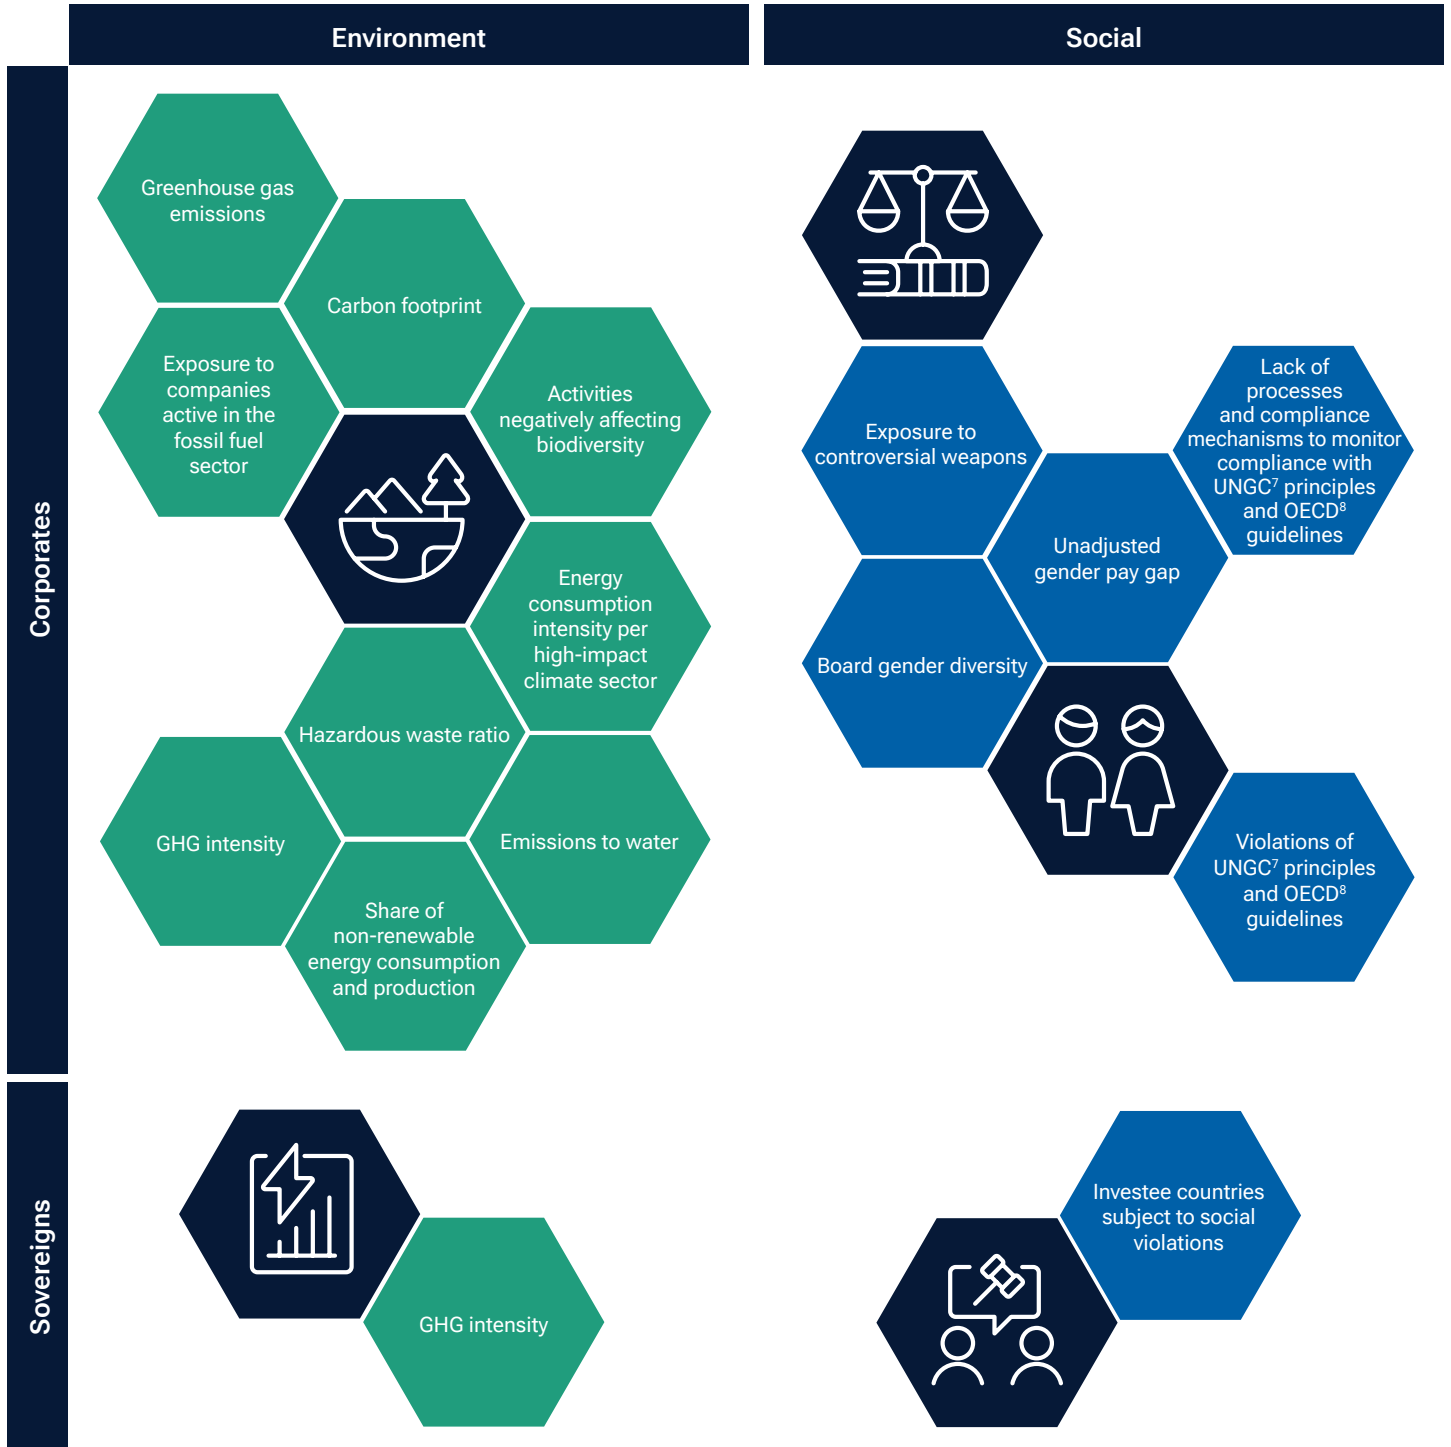 Environment
Social
Corporates
Greenhouse gas
emissions
Carbon footprint
Exposure to
companies
active in the
fossil fuel
sector
Activities
negatively affecting
biodiversity
Energy
consumption
intensity per
high-impact
climate sector
Hazardous waste ratio
GHG intensity
Emissions to water
Share of
non-renewable
energy consumption
and production
Exposure to
controversial weapons
Lack of
processes
and compliance
mechanisms to monitor
compliance with
UNGC⁷ principles
and OECD⁸
guidelines
Unadjusted
gender pay gap
Board gender diversity
Violations of
UNGC⁷ principles
and OECD⁸
guidelines
Sovereigns
GHG intensity
Investee countries
subject to social
violations